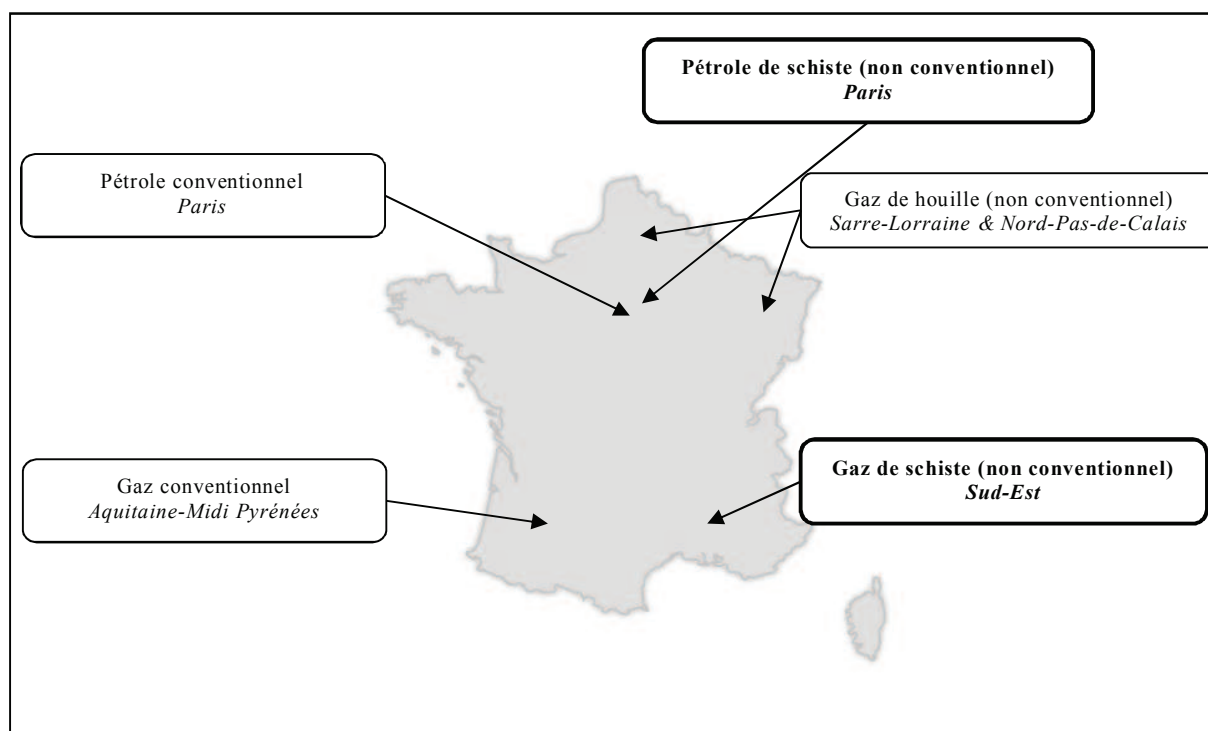 Pétrole de schiste (non conventionnel)
Paris
Pétrole conventionnel
Paris
Gaz de houille (non conventionnel)
Sarre-Lorraine & Nord-Pas-de-Calais
Gaz conventionnel
Aquitaine-Midi Pyrénées
Gaz de schiste (non conventionnel)
Sud-Est